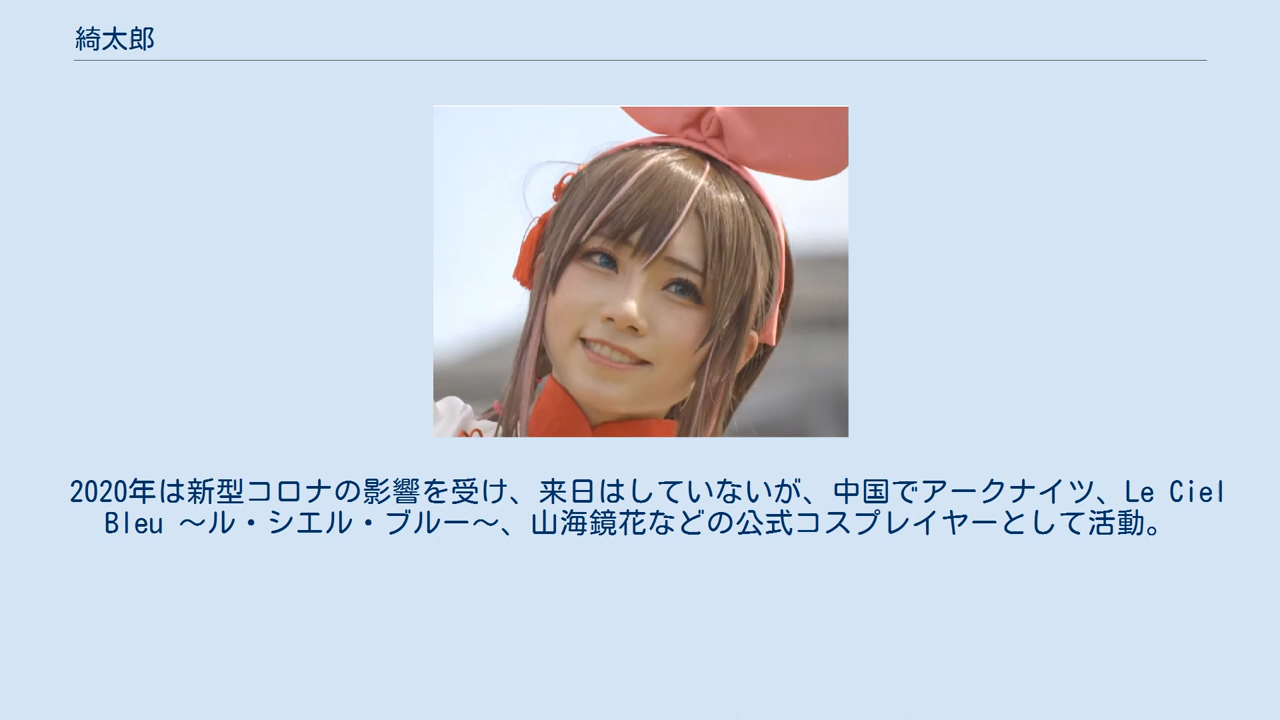 綺太郎
2020年は新型コロナの影響を受け、来日はしていないが、中国でアークナイツ、Le Ciel
Bleu ～ル・シエル・ブルー～、山海鏡花などの公式コスプレイヤーとして活動。